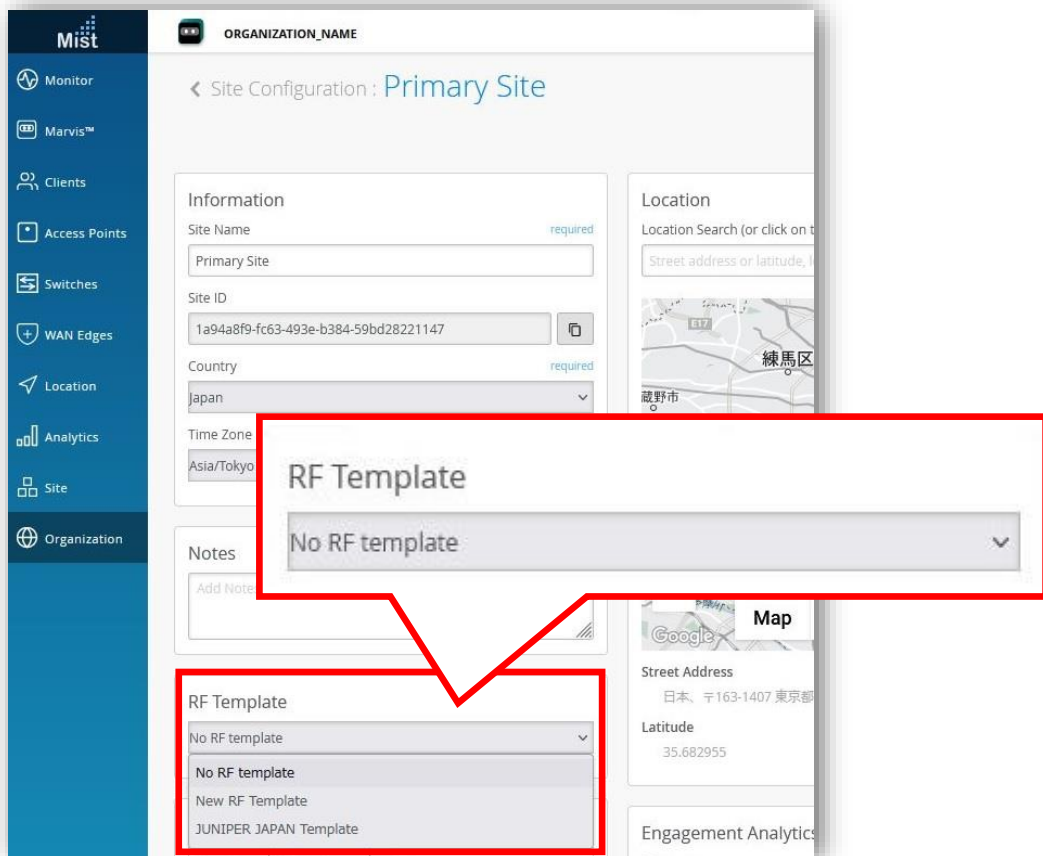 Mist
ORGANIZATION_NAME
Monitor
Marvis™
Clients
Access Points
Switches
WAN Edges
Location
Analytics
Site
Organization
Site Configuration : Primary Site
Information
Site Name required
Primary Site
Site ID
1a94a8f9-fc63-493e-b384-59bd28221147
Country required
Japan
Time Zone
Asia/Tokyo
Notes
Add Notes
RF Template
No RF template
RF Template
No RF template
No RF template
New RF Template
JUNIPER JAPAN Template
Location
Location Search (or click on t
Street address or latitude, l
E17
練馬区
蔵野市
Google
Map
Street Address
日本、〒163-1407 東京都
Latitude
35.682955
Engagement Analytics